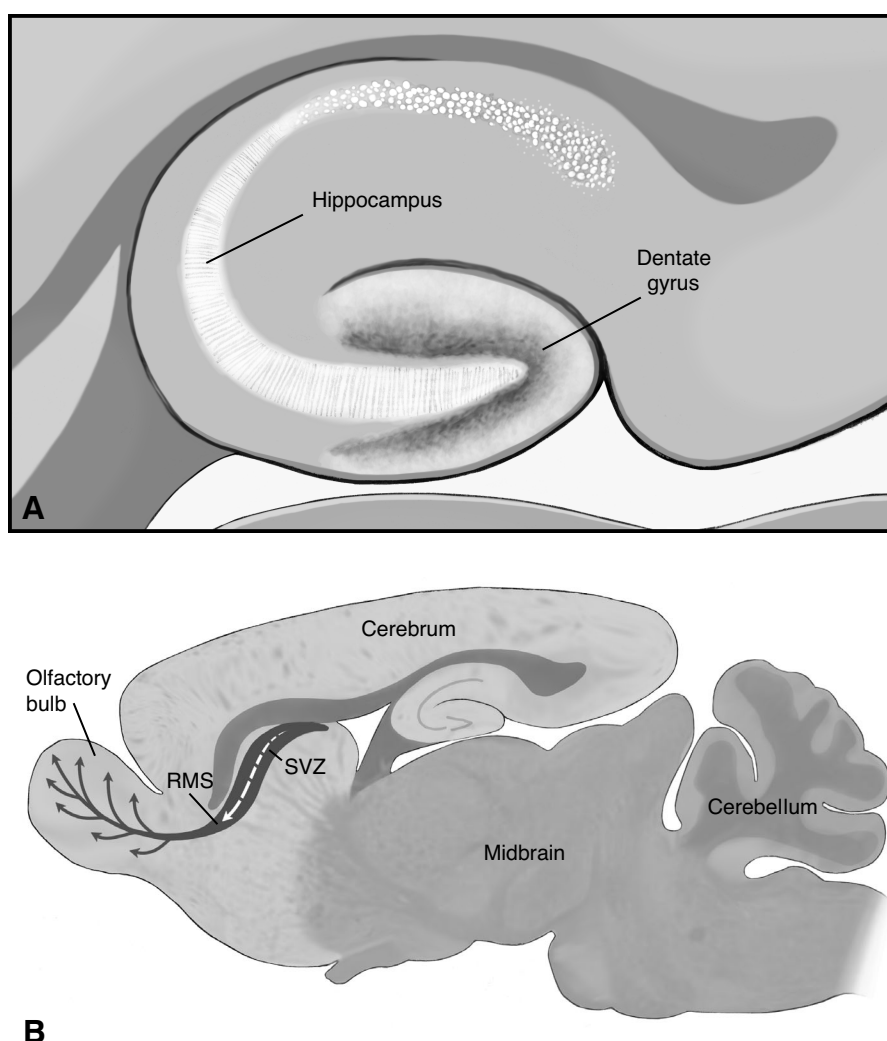 Hippocampus
Dentate
gyrus
A
Cerebrum
Olfactory
bulb
RMS
SVZ
Cerebellum
Midbrain
B